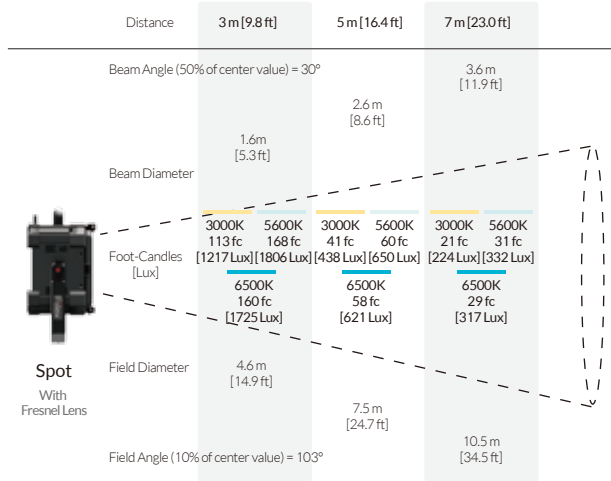 Distance 3 m [9.8 ft] 5 m [16.4 ft] 7 m [23.0 ft]
Beam Angle (50% of center value) = 30º
3.6 m
[11.9 ft]
2.6 m
[8.6 ft]
1.6m
[5.3 ft]
Beam Diameter
3000K 5600K 3000K 5600K 3000K 5600K
113 fc 168 fc 41 fc 60 fc 21 fc 31 fc
[1217 Lux] [1806 Lux] [438 Lux] [650 Lux] [224 Lux] [332 Lux]
Foot-Candles
[Lux]
6500K 6500K 6500K
160 fc 58 fc 29 fc
[1725 Lux] [621 Lux] [317 Lux]
Spot
With
Fresnel Lens
Field Diameter
4.6 m
[14.9 ft]
7.5 m
[24.7 ft]
10.5 m
[34.5 ft]
Field Angle (10% of center value) = 103º